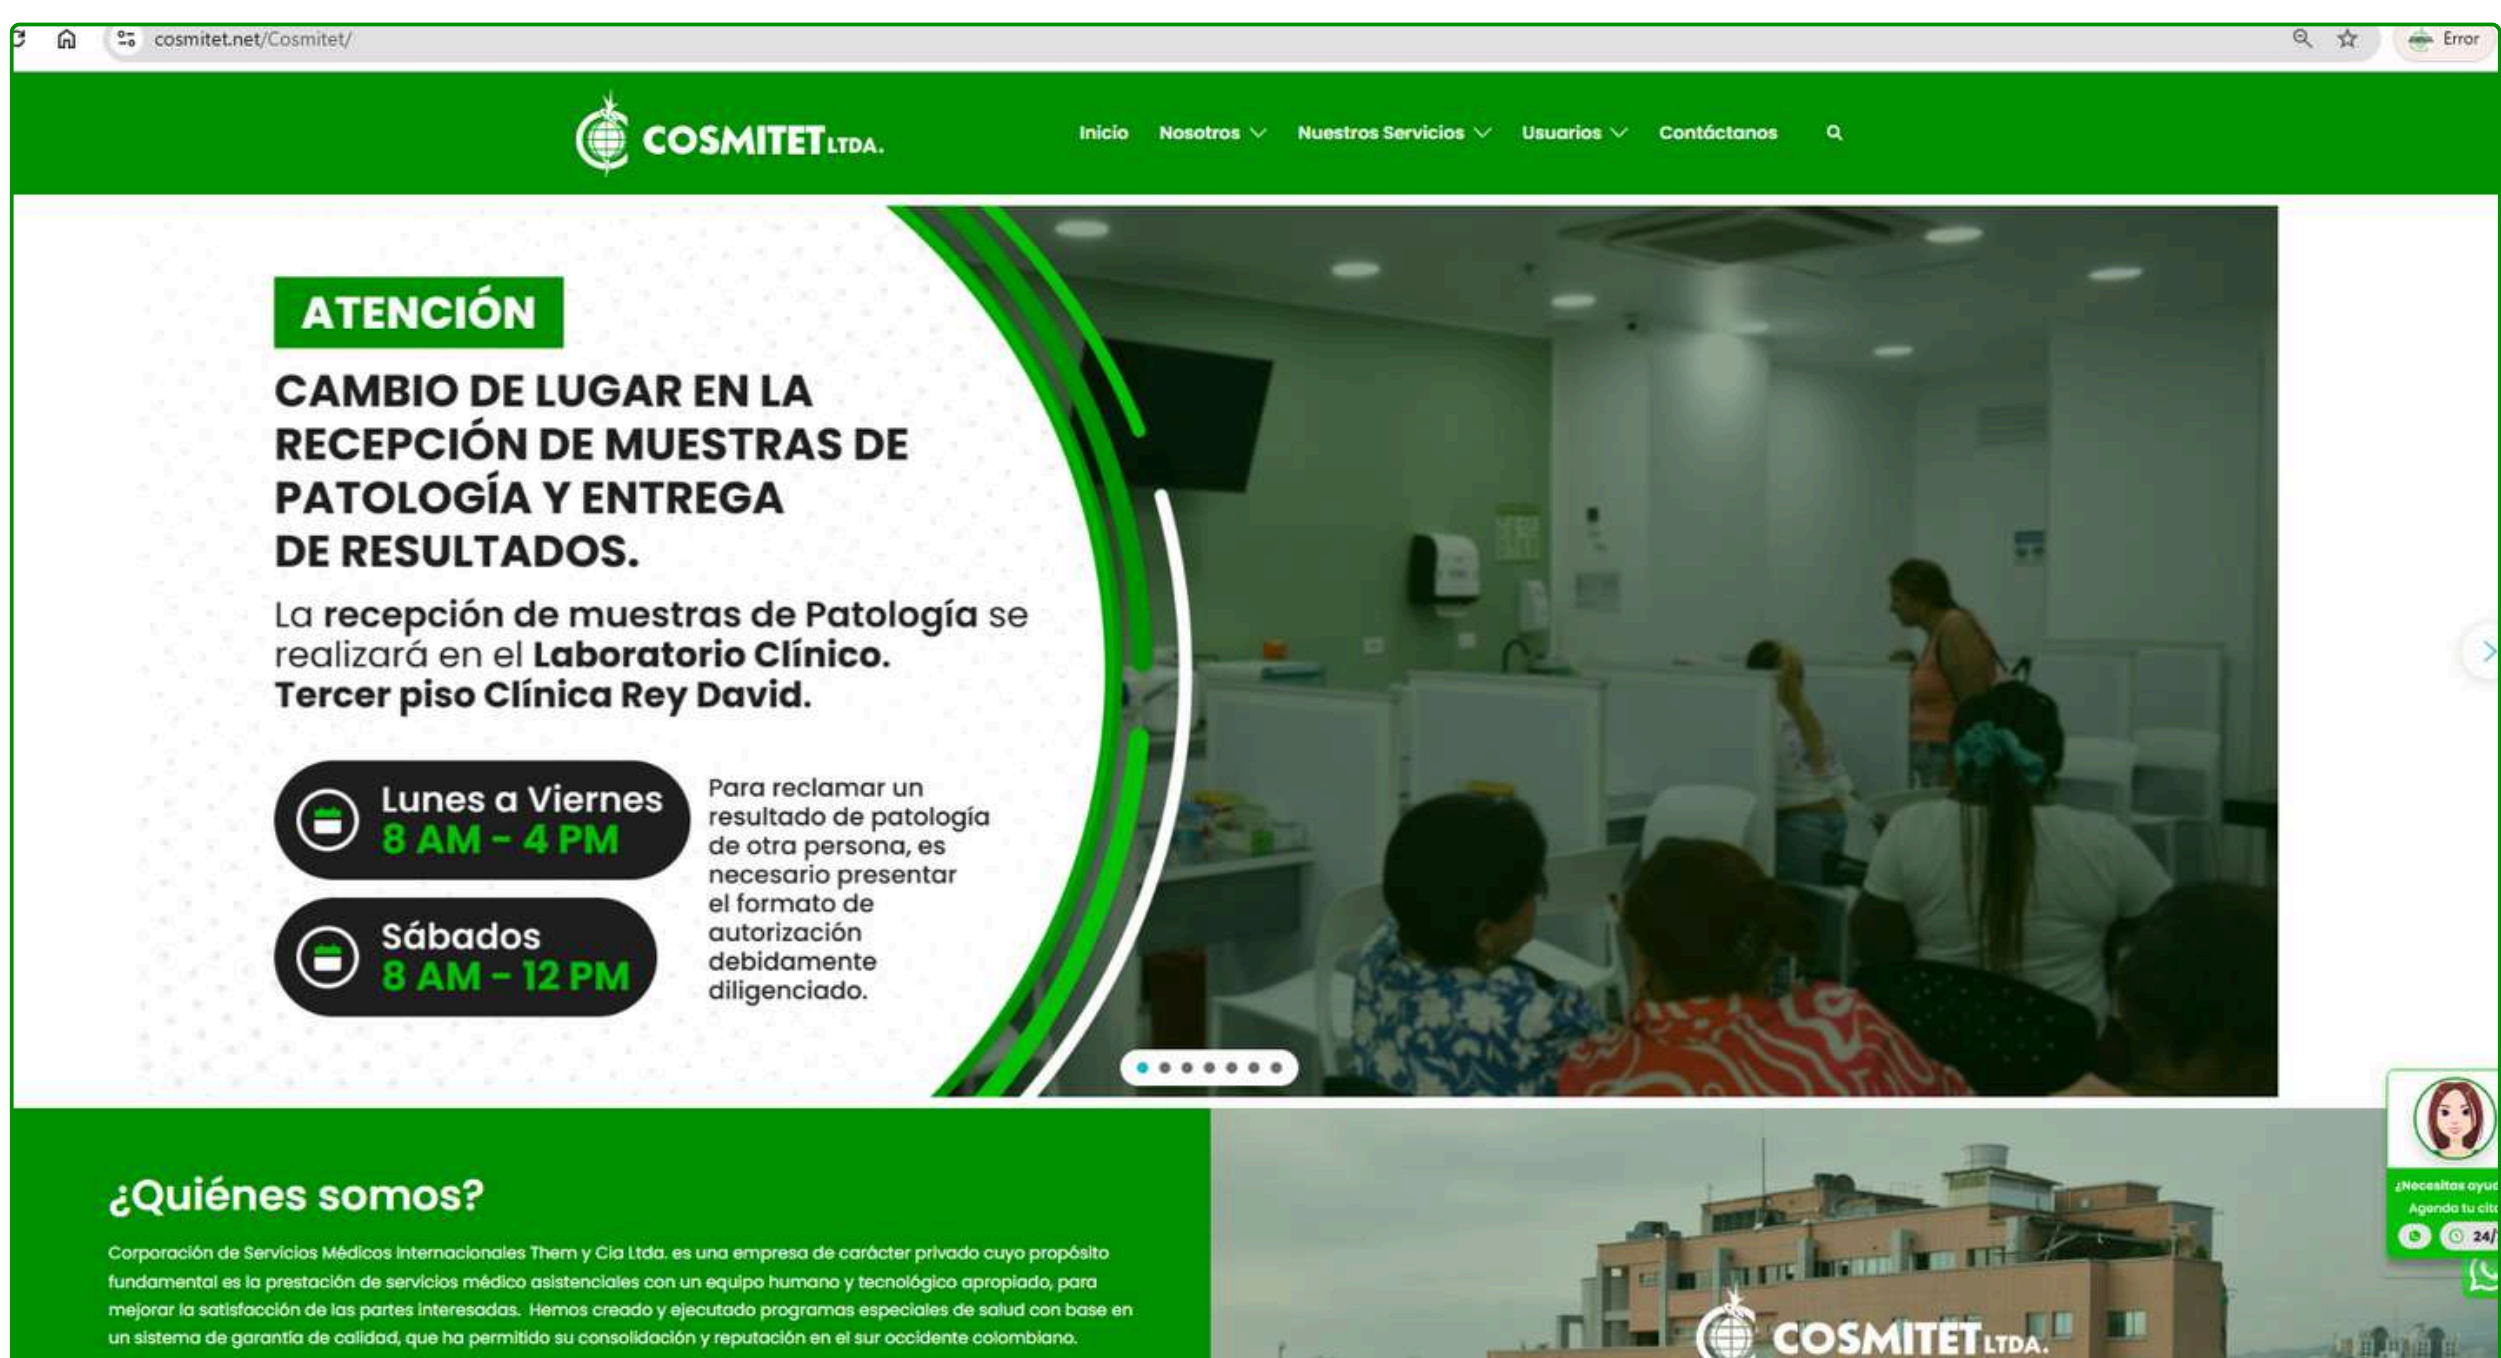 cosmitet.net/Cosmitet/
Error
COSMITET LTDA.
Inicio Nosotros Nuestros Servicios Usuarios Contáctanos
ATENCIÓN
CAMBIO DE LUGAR EN LA
RECEPCIÓN DE MUESTRAS DE
PATOLOGÍA Y ENTREGA
DE RESULTADOS.
La recepción de muestras de Patología se
realizará en el Laboratorio Clínico.
Tercer piso Clínica Rey David.
Lunes a Viernes
8 AM - 4 PM
Sábados
8 AM - 12 PM
Para reclamar un
resultado de patología
de otra persona, es
necesario presentar
el formato de
autorización
debidamente
diligenciado.
¿Quiénes somos?
Corporación de Servicios Médicos Internacionales Them y Cia Ltda. es una empresa de carácter privado cuyo propósito
fundamental es la prestación de servicios médico asistenciales con un equipo humano y tecnológico apropiado, para
mejorar la satisfacción de las partes interesadas. Hemos creado y ejecutado programas especiales de salud con base en
un sistema de garantía de calidad, que ha permitido su consolidación y reputación en el sur occidente colombiano.
COSMITET LTDA.
¿Necesitas ayud
Agenda tu cit
24/